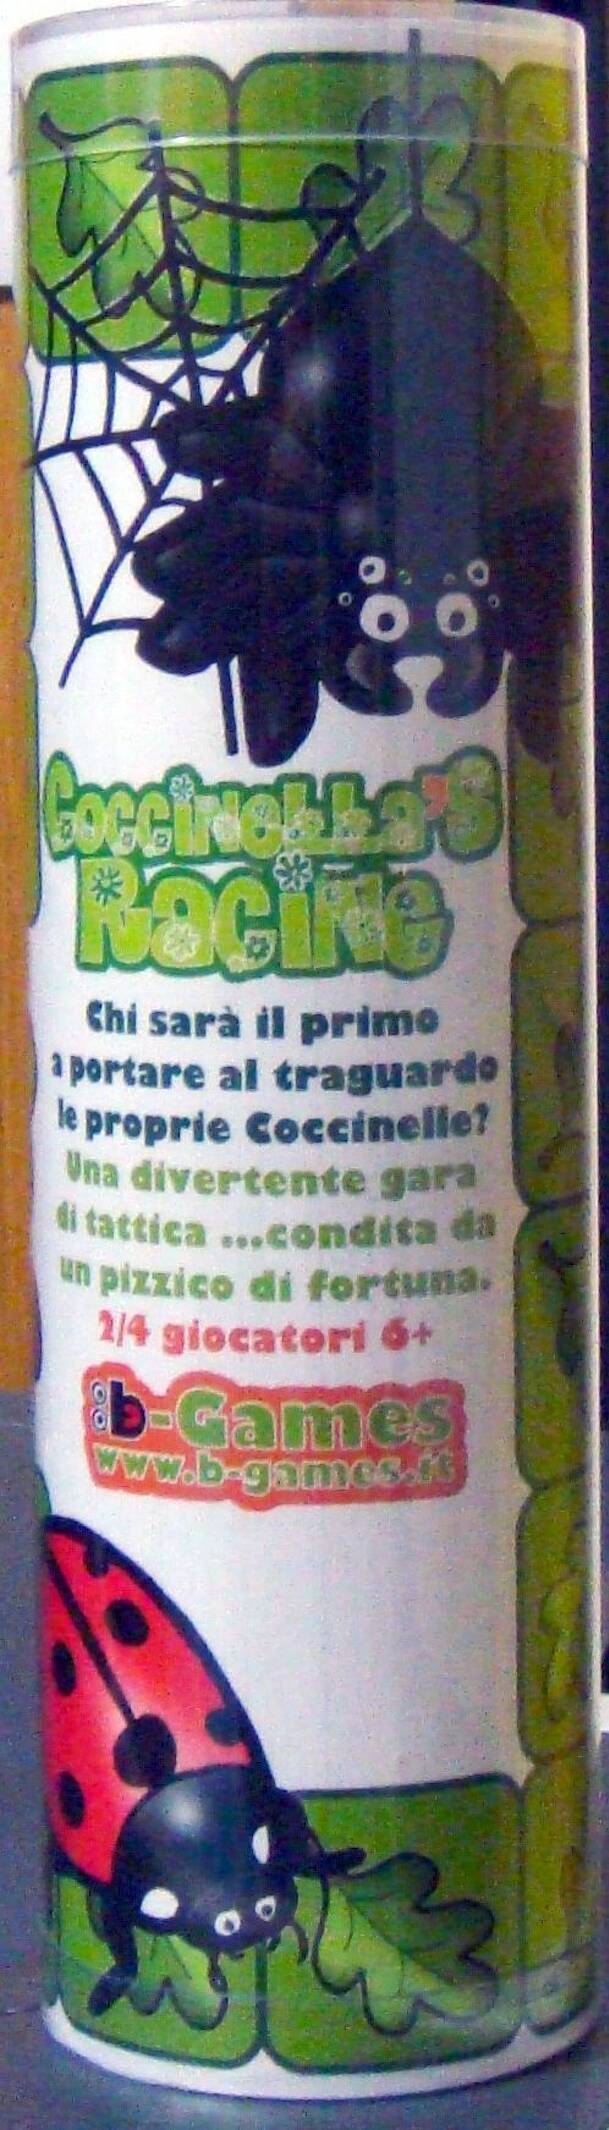 Coccinella's
Racing
Chi sarà il primo
a portare al traguardo
le proprie Coccinelle?
Una divertente gara
di tattica ...condita da
un pizzico di fortuna.
2/4 giocatori 6+
b-Games
www.b-games.it